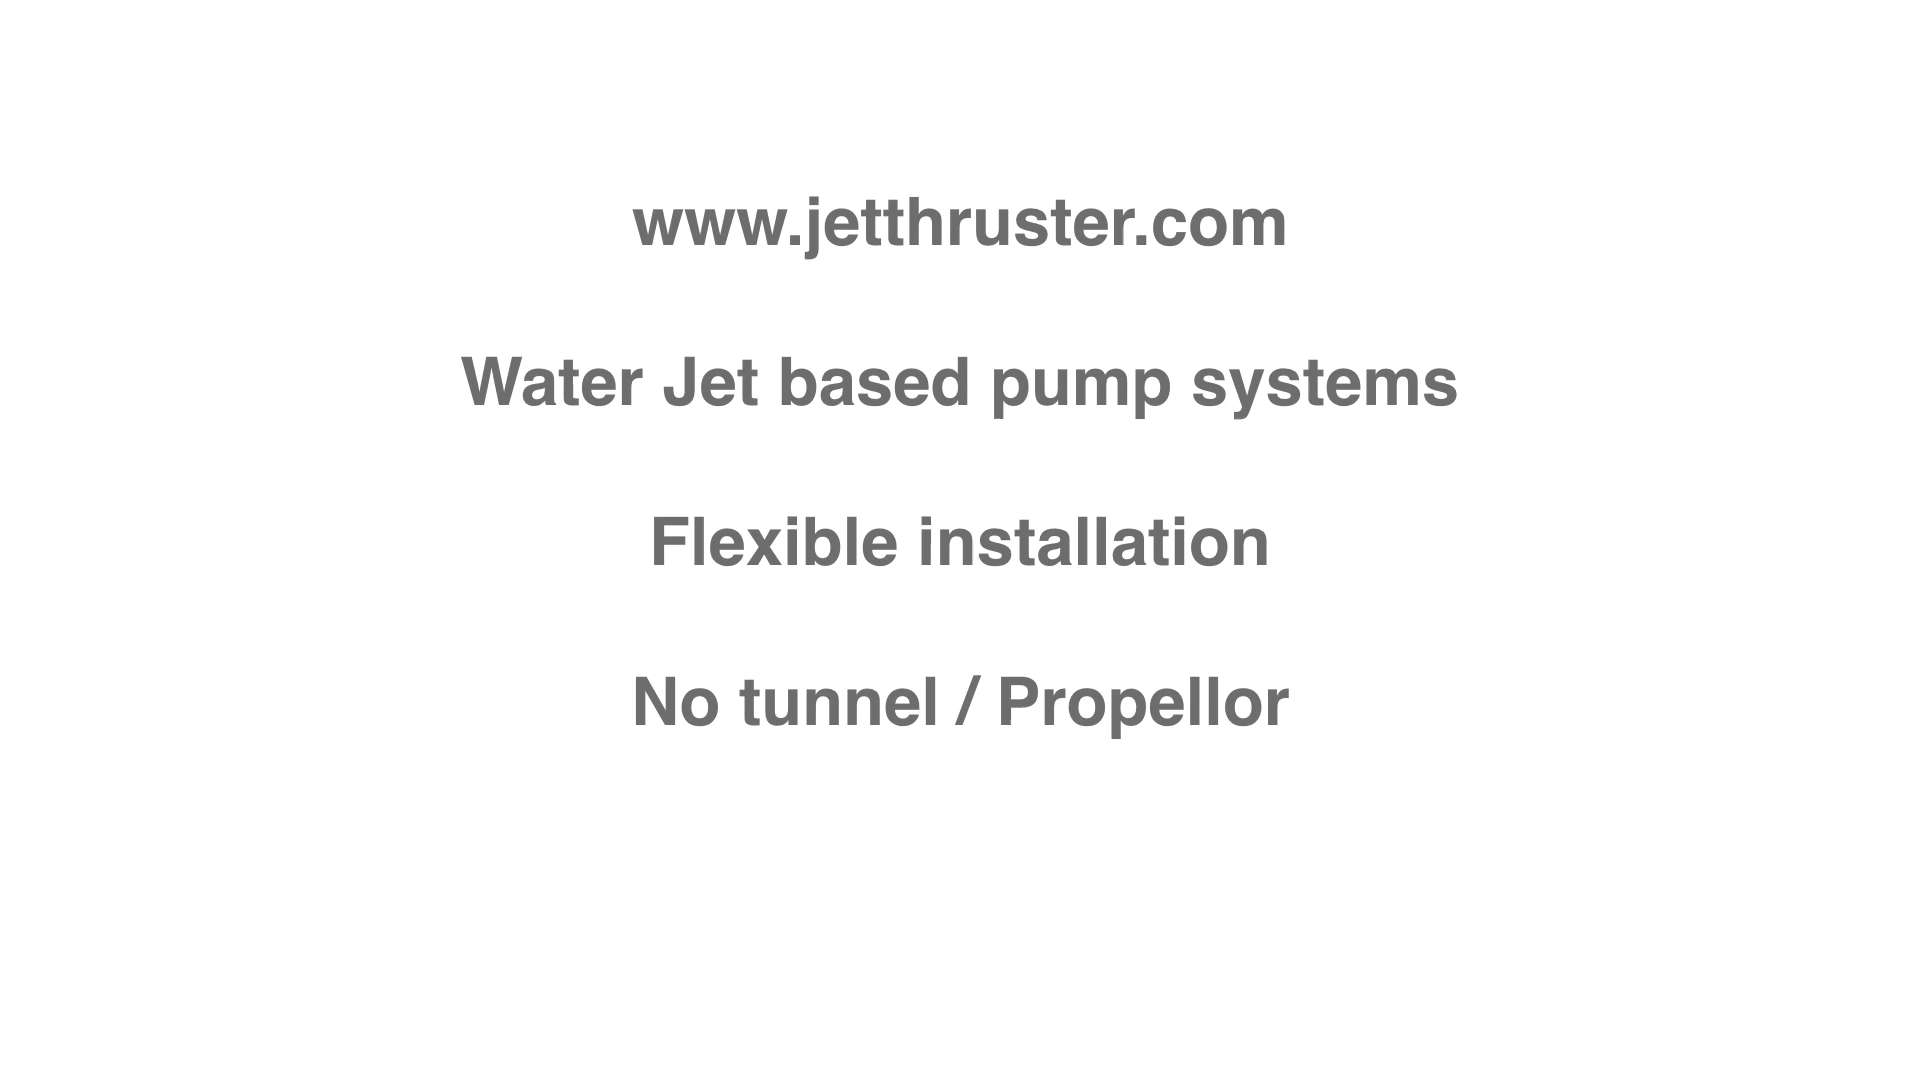 www.jetthruster.com
Water Jet based pump systems
Flexible installation
No tunnel / Propellor